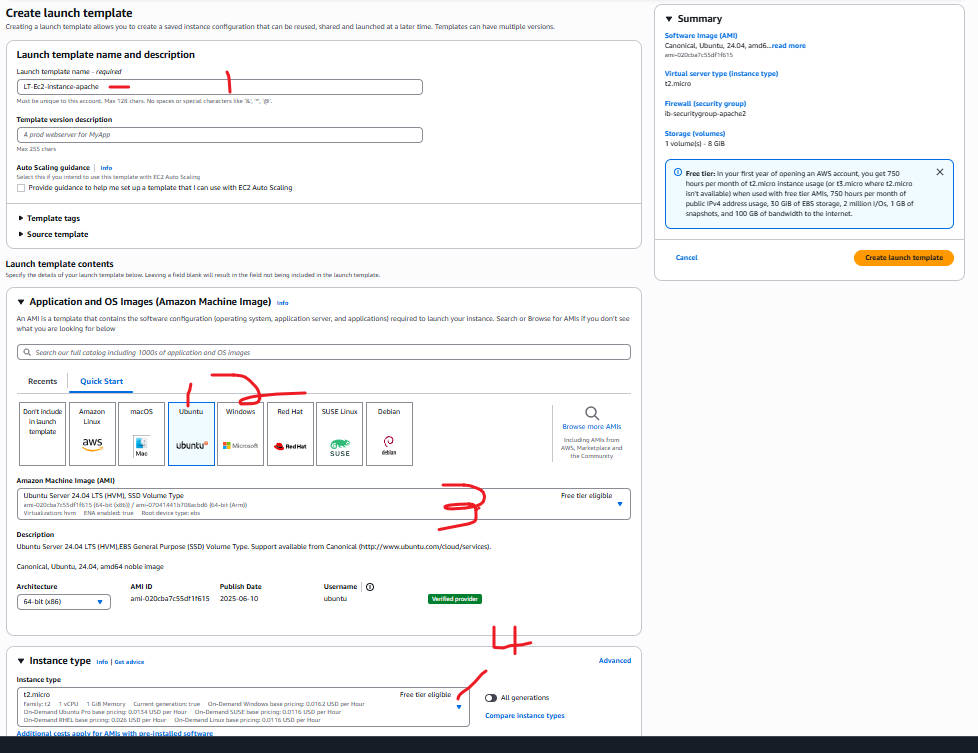 Create launch template
Creating a launch template allows you to create a saved instance configuration that can be reused, shared and launched at a later time. Templates can have multiple versions.
Launch template name and description
Launch template name - required
LT-Ec2-instance-apache
1
Must be unique to this account. Max 128 chars. No spaces or special characters like '&', '*', '@'.
Template version description
A prod webserver for MyApp
Max 255 chars
Auto Scaling guidance | Info
Select this if you intend to use this template with EC2 Auto Scaling
Provide guidance to help me set up a template that I can use with EC2 Auto Scaling
Template tags
Source template
Launch template contents
Specify the details of your launch template below. Leaving a field blank will result in the field not being included in the launch template.
Application and OS Images (Amazon Machine Image) Info
An AMI is a template that contains the software configuration (operating system, application server, and applications) required to launch your instance. Search or Browse for AMIs if you don't see
what you are looking for below
Search our full catalog including 1000s of application and OS images
Recents
Quick Start
2
Don't include in launch template
Amazon Linux
aws
macOS
Mac
Ubuntu
ubuntu
Windows
Microsoft
Red Hat
RedHat
SUSE Linux
SUSE
Debian
debian
Browse more AMIs
Including AMIs from
AWS, Marketplace and
the Community
Amazon Machine Image (AMI)
Ubuntu Server 24.04 LTS (HVM), SSD Volume Type
Free tier eligible
ami-020cba7c55df1f615 (64-bit (x86)) / ami-07041441b708acbd6 (64-bit (Arm))
Virtualization: hvm ENA enabled: true Root device type: ebs
3
Description
Ubuntu Server 24.04 LTS (HVM),EBS General Purpose (SSD) Volume Type. Support available from Canonical (http://www.ubuntu.com/cloud/services).
Canonical, Ubuntu, 24.04, amd64 noble image
Architecture
64-bit (x86)
AMI ID
ami-020cba7c55df1f615
Publish Date
2025-06-10
Username
ubuntu
Verified provider
4
Instance type Info | Get advice
Advanced
Instance type
t2.micro
Free tier eligible
Family: t2 1 vCPU 1 GiB Memory Current generation: true On-Demand Windows base pricing: 0.0162 USD per Hour
On-Demand Ubuntu Pro base pricing: 0.0134 USD per Hour On-Demand SUSE base pricing: 0.0116 USD per Hour
On-Demand RHEL base pricing: 0.026 USD per Hour On-Demand Linux base pricing: 0.0116 USD per Hour
All generations
Compare instance types
Additional costs apply for AMIs with pre-installed software
Summary
Software Image (AMI)
Canonical, Ubuntu, 24.04, amd6...read more
ami-020cba7c55df1f615
Virtual server type (instance type)
t2.micro
Firewall (security group)
ib-securitygroup-apache2
Storage (volumes)
1 volume(s) - 8 GiB
Free tier: In your first year of opening an AWS account, you get 750
hours per month of t2.micro instance usage (or t3.micro where t2.micro
isn't available) when used with free tier AMIs, 750 hours per month of
public IPv4 address usage, 30 GiB of EBS storage, 2 million I/Os, 1 GB of
snapshots, and 100 GB of bandwidth to the internet.
Cancel
Create launch template